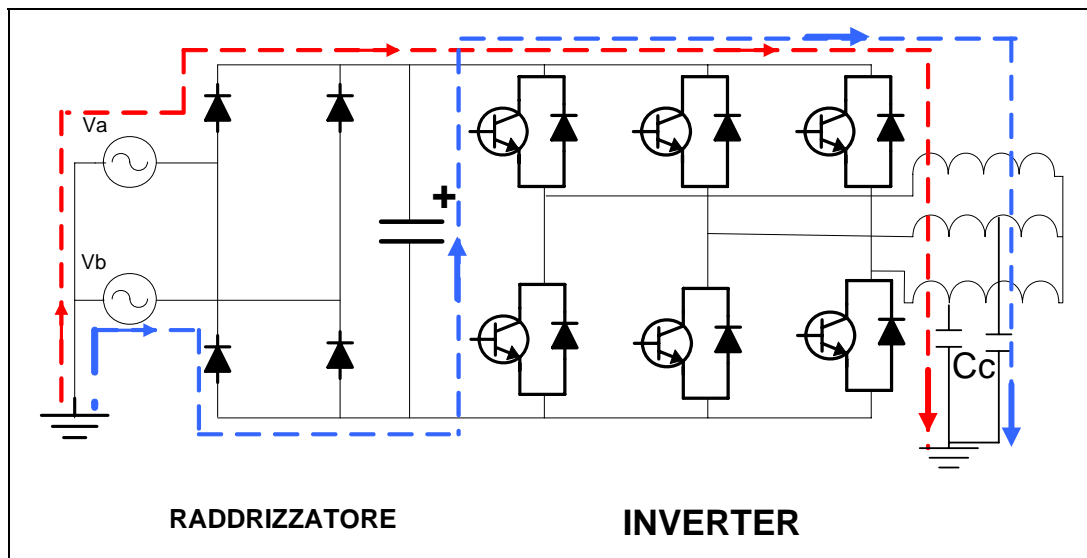 Va
+
Vb
Cc
RADDRIZZATORE
INVERTER